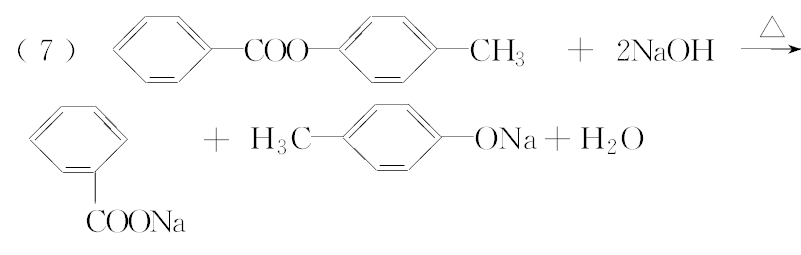 (7) COO CH₃ + 2NaOH △
+ H₃C ONa+H₂O
COONa